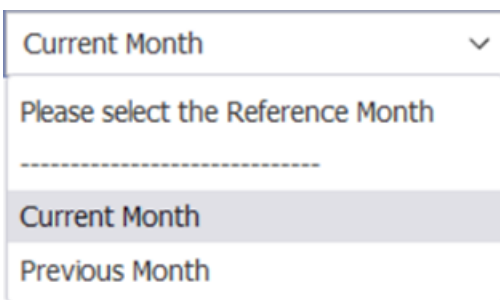 Current Month
Please select the Reference Month
------------------------------
Current Month
Previous Month